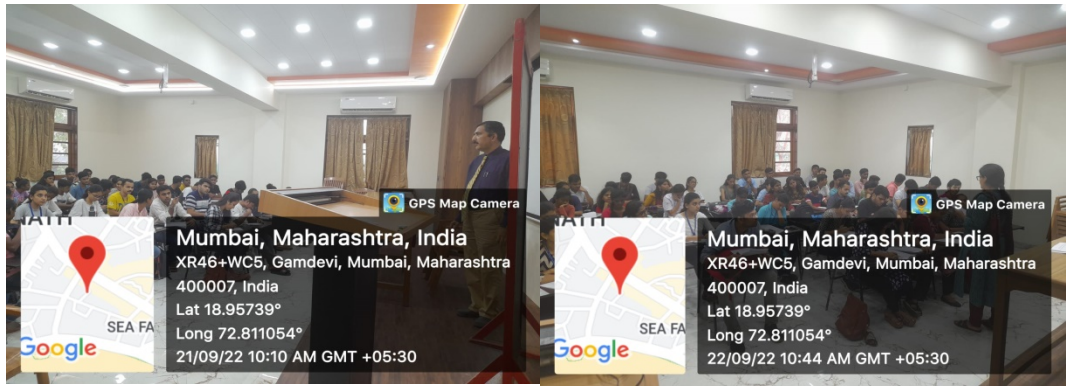 GPS Map Camera
Mumbai, Maharashtra, India
XR46+WC5, Gamdevi, Mumbai, Maharashtra
400007, India
Lat 18.95739°
Long 72.811054°
21/09/22 10:10 AM GMT +05:30
SEA FA
Google
GPS Map Camera
Mumbai, Maharashtra, India
XR46+WC5, Gamdevi, Mumbai, Maharashtra
400007, India
Lat 18.95739°
Long 72.811054°
22/09/22 10:44 AM GMT +05:30
SEA FA
Google